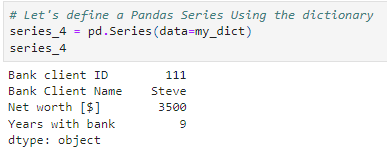 # Let's define a Pandas Series Using the dictionary
series_4 = pd.Series(data=my_dict)
series_4
Bank client ID 111
Bank Client Name Steve
Net worth [$] 3500
Years with bank 9
dtype: object